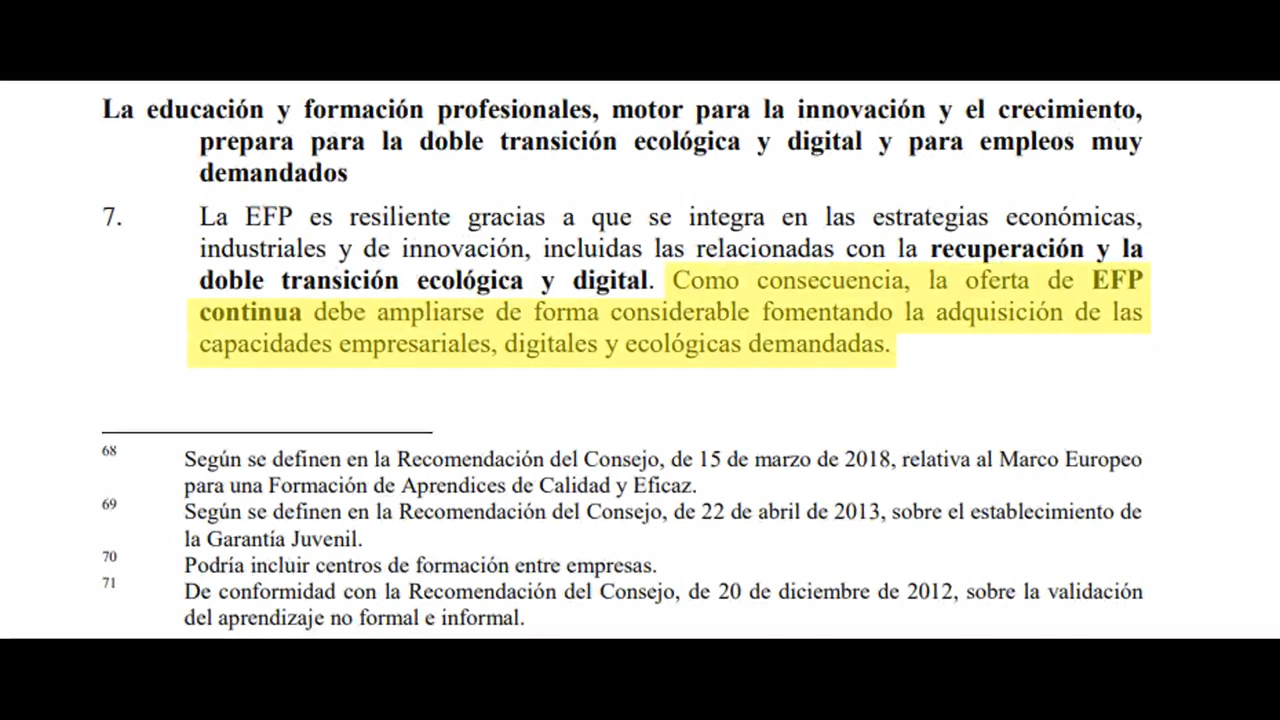 La educación y formación profesionales, motor para la innovación y el crecimiento,
prepara para la doble transición ecológica y digital y para empleos muy
demandados
7. La EFP es resiliente gracias a que se integra en las estrategias económicas,
industriales y de innovación, incluidas las relacionadas con la recuperación y la
doble transición ecológica y digital. Como consecuencia, la oferta de EFP
continua debe ampliarse de forma considerable fomentando la adquisición de las
capacidades empresariales, digitales y ecológicas demandadas.
68 Según se definen en la Recomendación del Consejo, de 15 de marzo de 2018, relativa al Marco Europeo
para una Formación de Aprendices de Calidad y Eficaz.
69 Según se definen en la Recomendación del Consejo, de 22 de abril de 2013, sobre el establecimiento de
la Garantía Juvenil.
70 Podría incluir centros de formación entre empresas.
71 De conformidad con la Recomendación del Consejo, de 20 de diciembre de 2012, sobre la validación
del aprendizaje no formal e informal.